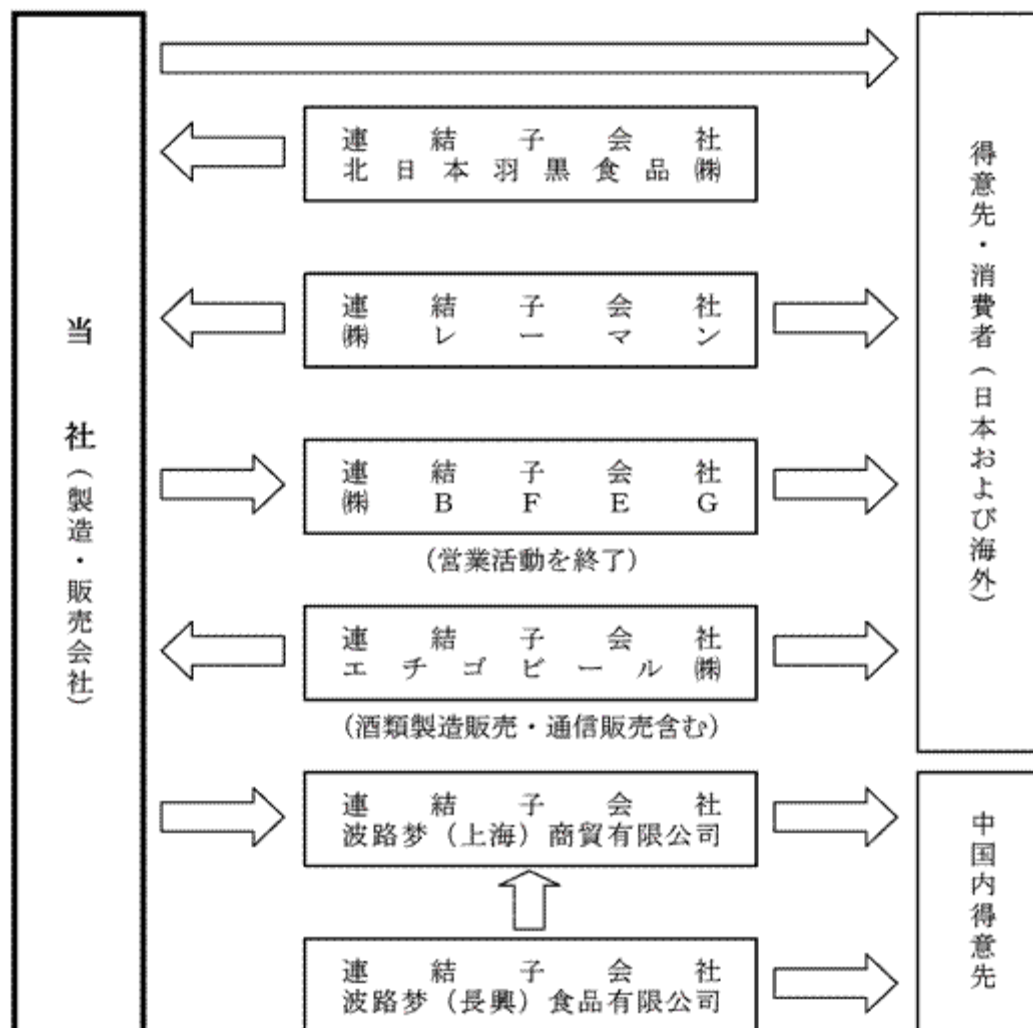 当社(製造・販売会社)
連結子会社
北日本羽黒食品㈱
連結子会社
㈱レーマン
連結子会社
㈱BFEG
(営業活動を終了)
連結子会社
エチゴビール㈱
(酒類製造販売・通信販売含む)
連結子会社
波路梦(上海)商貿有限公司
連結子会社
波路梦(長興)食品有限公司
得意先・消費者(日本および海外)
中国内得意先